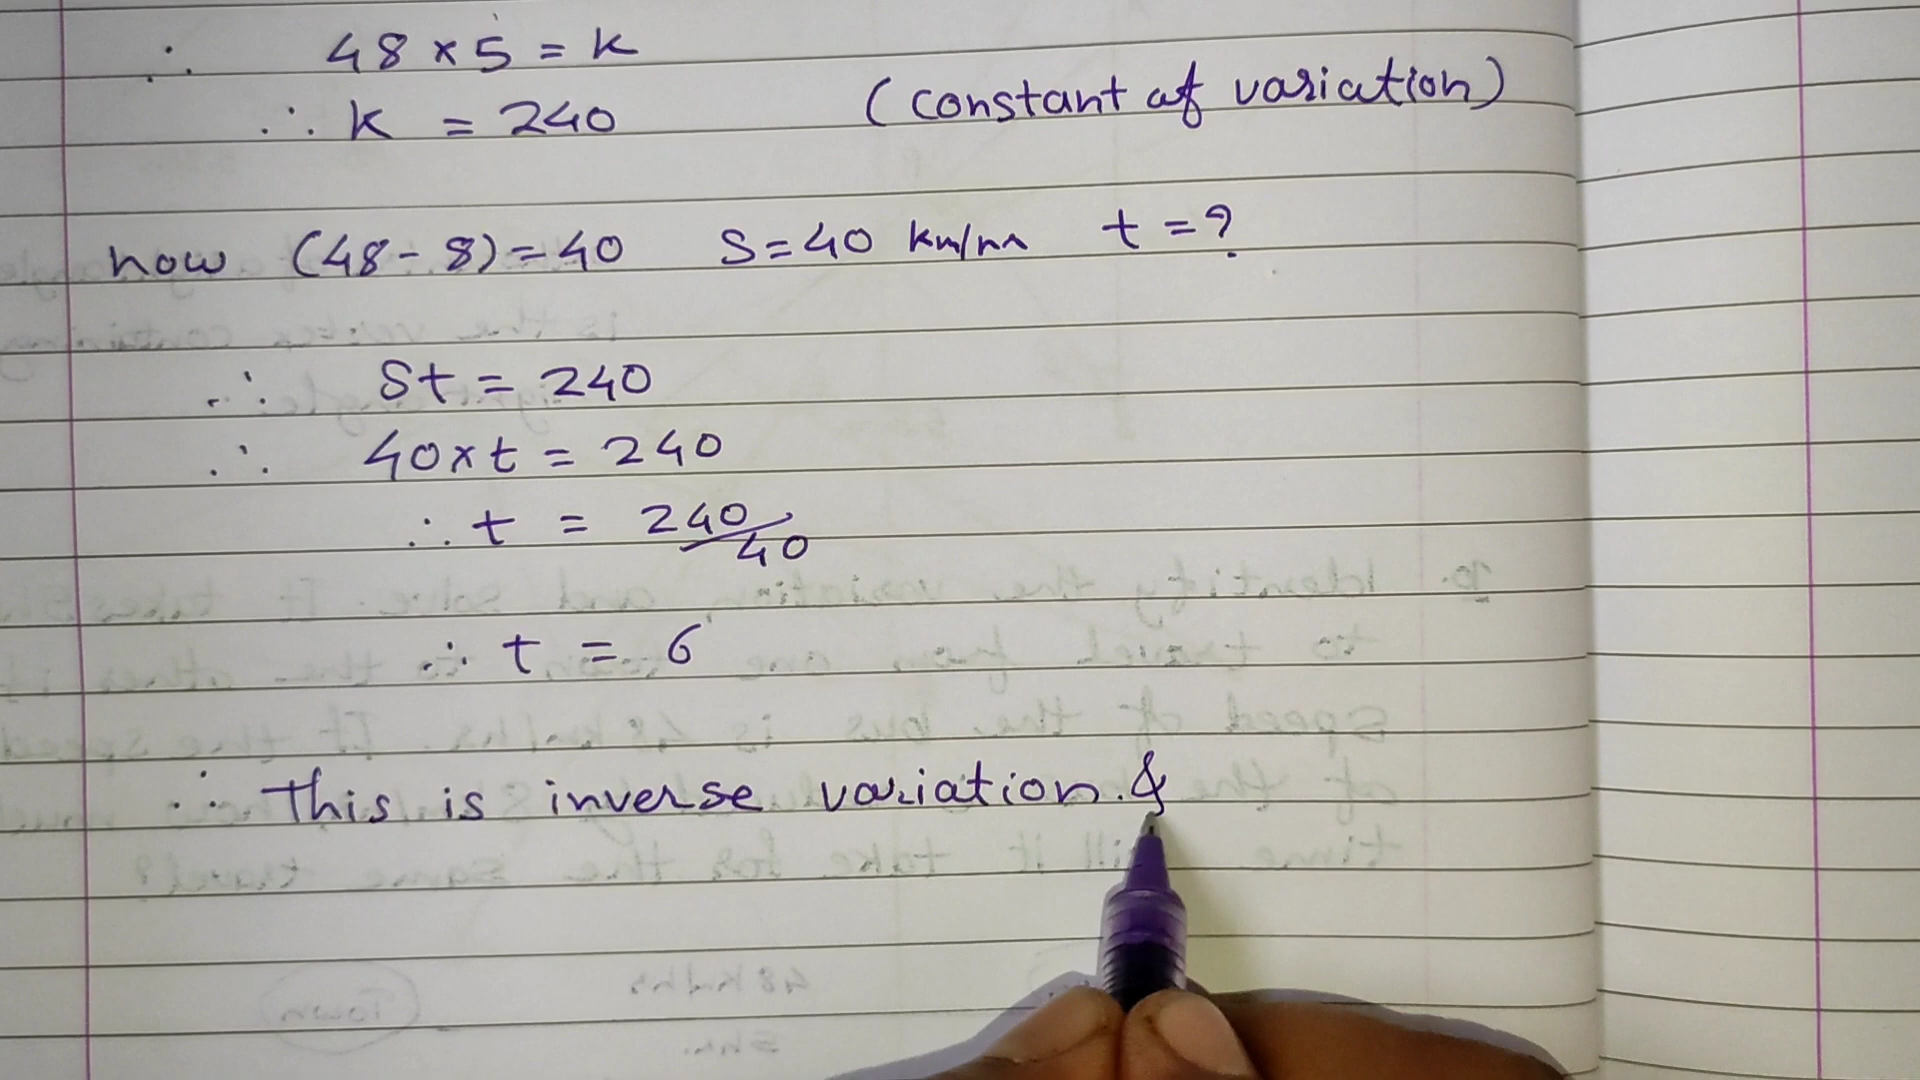 ∴ 48 × 5 = k
∴ k = 240 (constant of variation)
now (48 - 8) = 40 S = 40 km/hr t = ?
∴ St = 240
∴ 40 × t = 240
∴ t = 240/40
∴ t = 6
∴ This is inverse variation. &